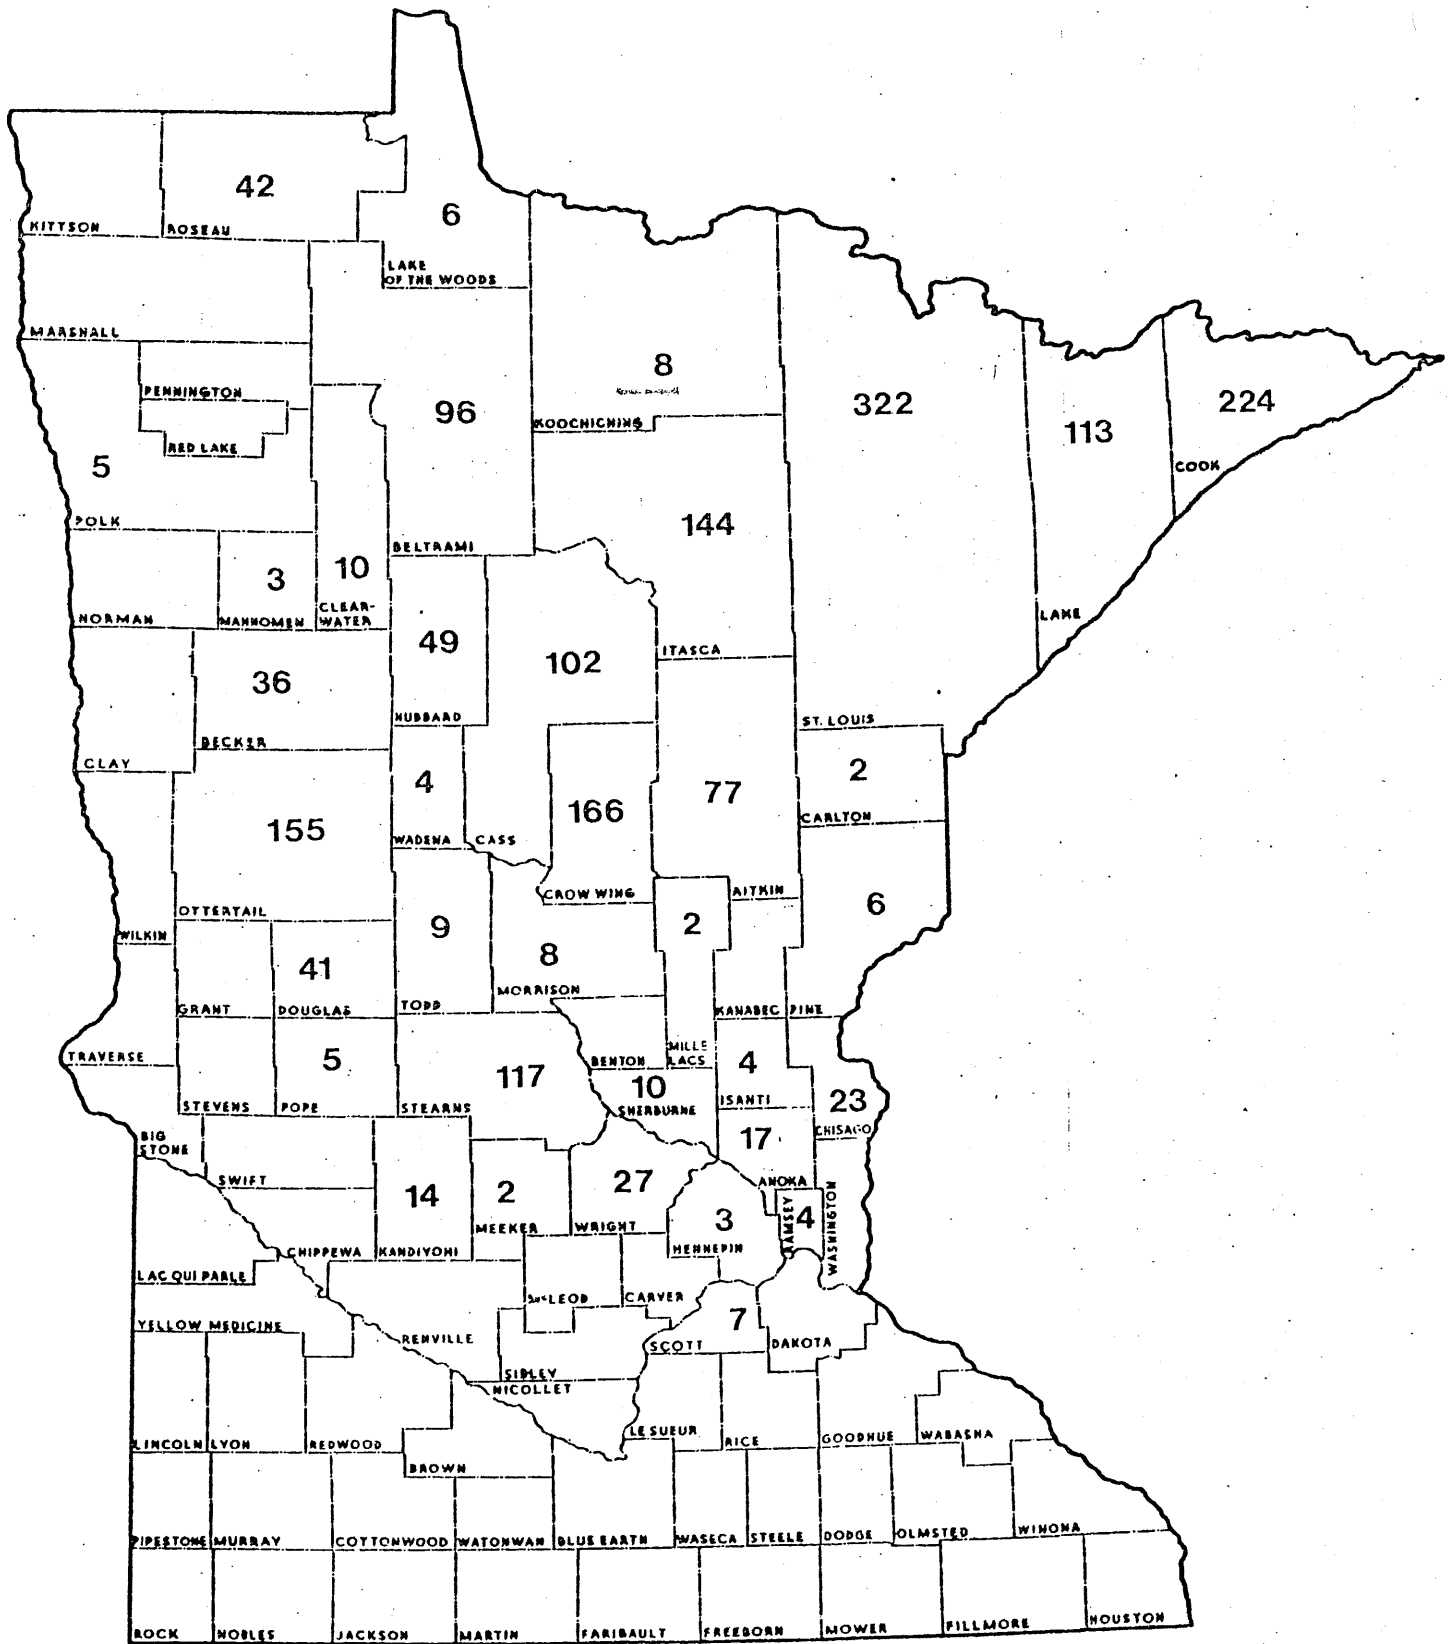 42
6
KITTSON
ROSEAU
LAKE
OF THE WOODS
MARSHALL
8
PENNINGTON
96
322
224
KOOCHICHING
113
RED LAKE
5
COOK
POLK
144
BELTRAMI
3
10
CLEAR-
WATER
NORMAN
MAHNOMEN
LAKE
49
102
ITASCA
36
HUBBARD
ST. LOUIS
BECKER
CLAY
2
4
77
166
CARLTON
155
WADENA
CASS
CROW WING
AITKIN
6
OTTERTAIL
9
2
WILKIN
41
8
MORRISON
GRANT
DOUGLAS
TODD
KANABEC
PINE
TRAVERSE
5
MILLE
LACS
BENTON
4
117
10
STEVENS
POPE
STEARNS
SHERBURNE
ISANTI
23
CHISAGO
BIG
STONE
17
SWIFT
14
2
27
ANOKA
MEEKER
WRIGHT
3
RAMSEY
4
WASHINGTON
CHIPPEWA
KANDIYOHI
HENNEPIN
LAC QUI PARLE
McLEOD
CARVER
7
YELLOW MEDICINE
RENVILLE
SCOTT
DAKOTA
SIBLEY
NICOLLET
LINCOLN
LYON
REDWOOD
LE SUEUR
RICE
GOODHUE
WABASHA
BROWN
PIPESTONE
MURRAY
COTTONWOOD
WATONWAN
BLUE EARTH
WASECA
STEELE
DODGE
OLMSTED
WINONA
ROCK
NOBLES
JACKSON
MARTIN
FARIBAULT
FREEBORN
MOWER
FILLMORE
HOUSTON